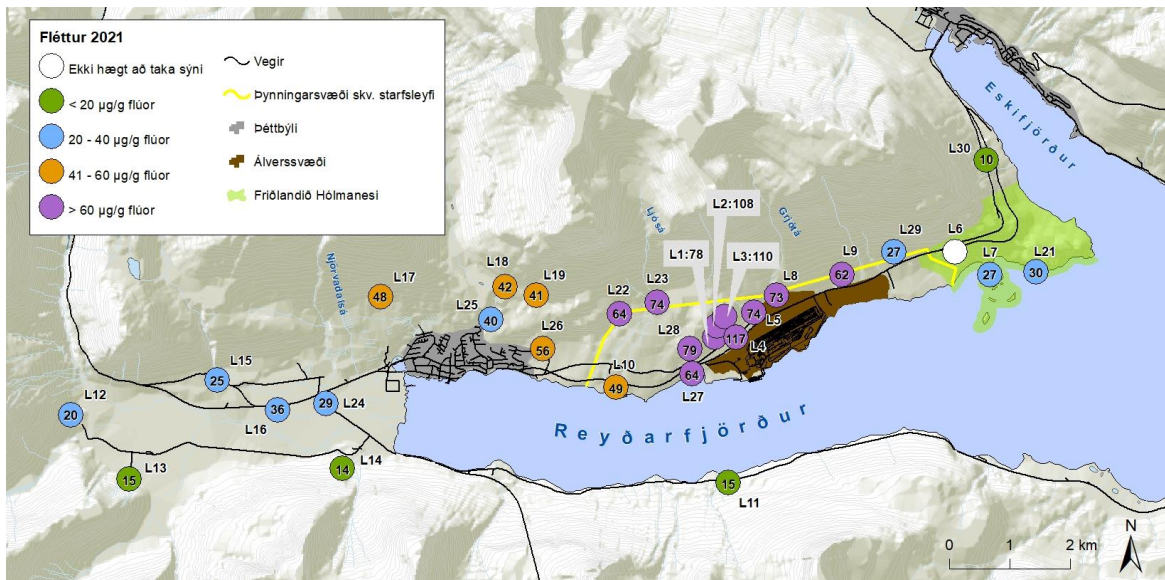 Fléttur 2021
Ekki hægt að taka sýni
< 20 µg/g flúor
20 - 40 µg/g flúor
41 - 60 µg/g flúor
> 60 µg/g flúor
Vegir
Þynningarsvæði skv. starfsleyfi
Þéttbýli
Álverssvæði
Friðlandið Hólmanesi
Eskifjörður
L30
10
L2:108
Ljósá
Grjótá
L1:78
L3:110
L29
27
L6
L7
27
L21
30
L9
62
L8
73
L23
74
L22
64
L18
42
L19
41
L17
48
Njörvadalsá
L25
40
L26
56
L28
79
L5
74
L4
117
L27
64
L10
49
L15
25
L12
20
L16
36
L24
29
Reyðarfjörður
L13
15
L14
14
L11
15
N
0 1 2 km